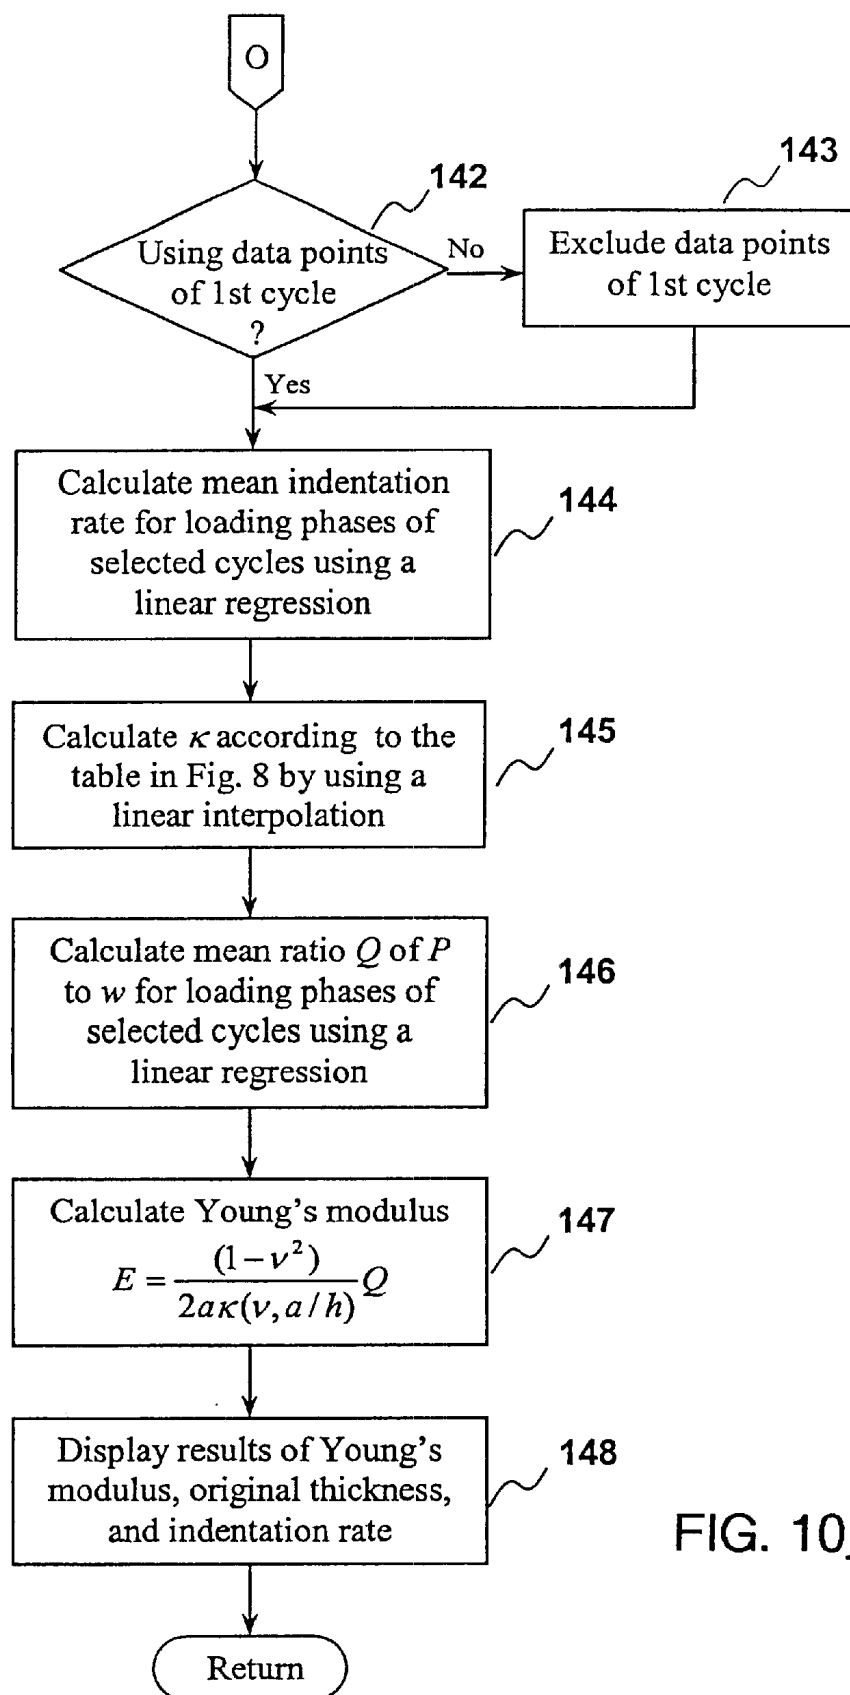 O
142
Using data points
of 1st cycle
?
No
143
Exclude data points
of 1st cycle
Yes
Calculate mean indentation
rate for loading phases of
selected cycles using a
linear regression
144
Calculate κ according to the
table in Fig. 8 by using a
linear interpolation
145
Calculate mean ratio Q of P
to w for loading phases of
selected cycles using a
linear regression
146
Calculate Young's modulus
E = (1-ν²) / 2aκ(ν, a/h) Q
147
Display results of Young's
modulus, original thickness,
and indentation rate
148
FIG. 10
Return